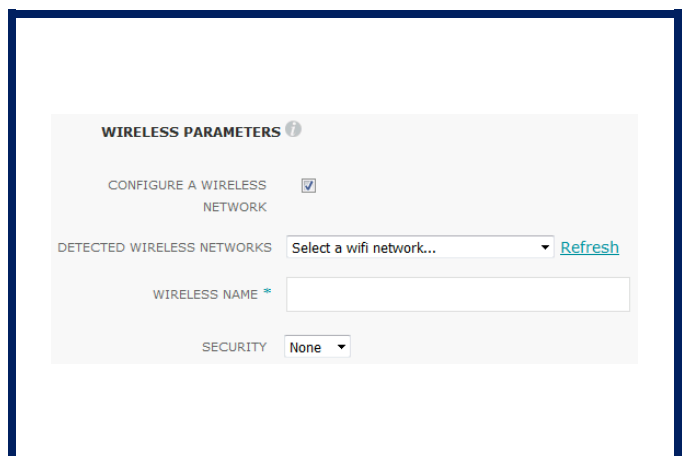 WIRELESS PARAMETERS
CONFIGURE A WIRELESS
NETWORK
DETECTED WIRELESS NETWORKS Select a wifi network... Refresh
WIRELESS NAME *
SECURITY None